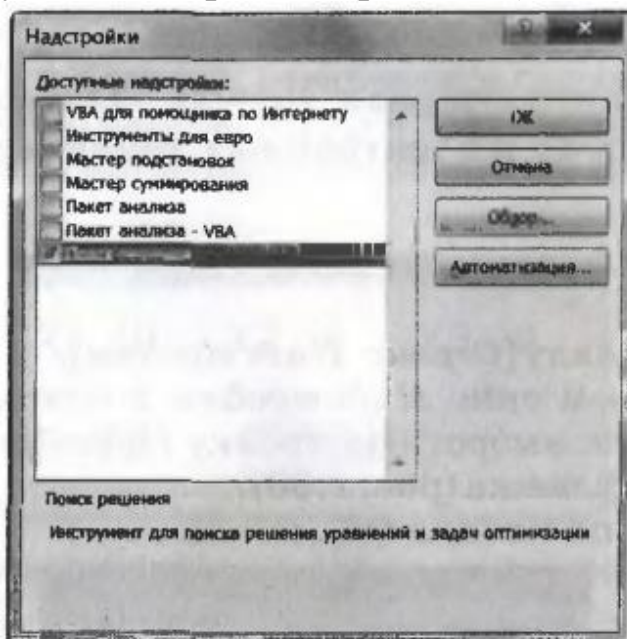 Надстройки
Доступные надстройки:
VBA для помощника по Интернету
Инструменты для евро
Мастер подстановок
Мастер суммирования
Пакет анализа
Пакет анализа - VBA
ОК
Отмена
Обзор...
Автоматизация...
Поиск решения
Инструмент для поиска решения уравнений и задач оптимизации